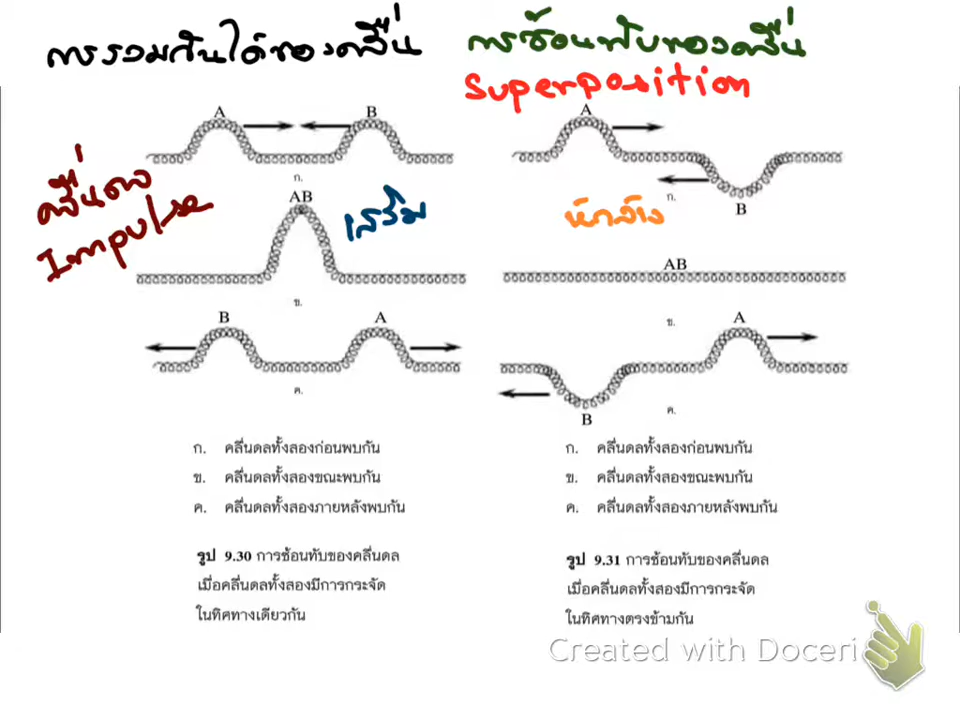 การรวมกันได้ของคลื่น
การซ้อนทับของคลื่น
Superposition
A
B
ก.
คลื่นดล
Impulse
AB
เสริม
ข.
B
A
ค.
A
ก.
B
หักล้าง
AB
ข.
A
B
ค.
ก. คลื่นดลทั้งสองก่อนพบกัน
ข. คลื่นดลทั้งสองขณะพบกัน
ค. คลื่นดลทั้งสองภายหลังพบกัน
รูป 9.30 การซ้อนทับของคลื่นดล
เมื่อคลื่นดลทั้งสองมีการกระจัด
ในทิศทางเดียวกัน
ก. คลื่นดลทั้งสองก่อนพบกัน
ข. คลื่นดลทั้งสองขณะพบกัน
ค. คลื่นดลทั้งสองภายหลังพบกัน
รูป 9.31 การซ้อนทับของคลื่นดล
เมื่อคลื่นดลทั้งสองมีการกระจัด
ในทิศทางตรงข้ามกัน
Created with Doceri